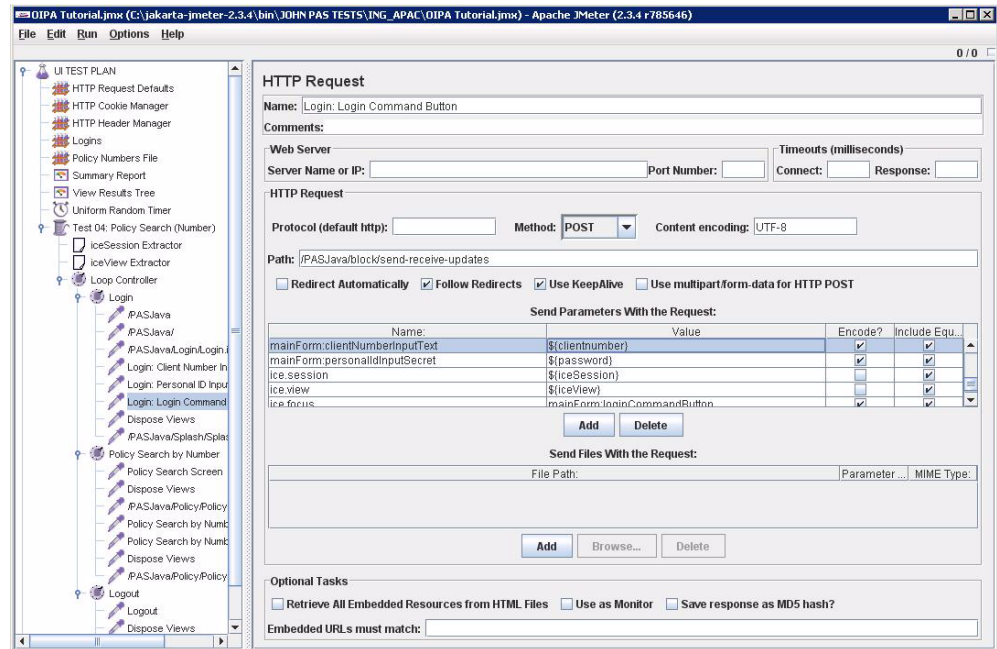 OIPA Tutorial.jmx (C:\jakarta-jmeter-2.3.4\bin\JOHN PAS TESTS\ING_APAC\OIPA Tutorial.jmx) - Apache JMeter (2.3.4 r785646)
File Edit Run Options Help
0 / 0
UI TEST PLAN
HTTP Request Defaults
HTTP Cookie Manager
HTTP Header Manager
Logins
Policy Numbers File
Summary Report
View Results Tree
Uniform Random Timer
Test 04: Policy Search (Number)
iceSession Extractor
iceView Extractor
Loop Controller
Login
/PASJava
/PASJava/
/PASJava/Login/Login.i
Login: Client Number In
Login: Personal ID Inpu
Login: Login Command
Dispose Views
/PASJava/Splash/Splas
Policy Search by Number
Policy Search Screen
Dispose Views
/PASJava/Policy/Policy
Policy Search by Numb
Policy Search by Numb
Dispose Views
/PASJava/Policy/Policy
Logout
Logout
Dispose Views
HTTP Request
Name: Login: Login Command Button
Comments:
Web Server
Server Name or IP: Port Number:
Timeouts (milliseconds)
Connect: Response:
HTTP Request
Protocol (default http): Method: POST Content encoding: UTF-8
Path: /PASJava/block/send-receive-updates
Redirect Automatically Follow Redirects Use KeepAlive Use multipart/form-data for HTTP POST
Send Parameters With the Request:
Name: Value Encode? Include Equ...
mainForm:clientNumberInputText ${clientnumber}
mainForm:personalIdInputSecret ${password}
ice.session ${iceSession}
ice.view ${iceView}
ice.focus mainForm:loginCommandButton
Add Delete
Send Files With the Request:
File Path: Parameter ... MIME Type:
Add Browse... Delete
Optional Tasks
Retrieve All Embedded Resources from HTML Files Use as Monitor Save response as MD5 hash?
Embedded URLs must match: